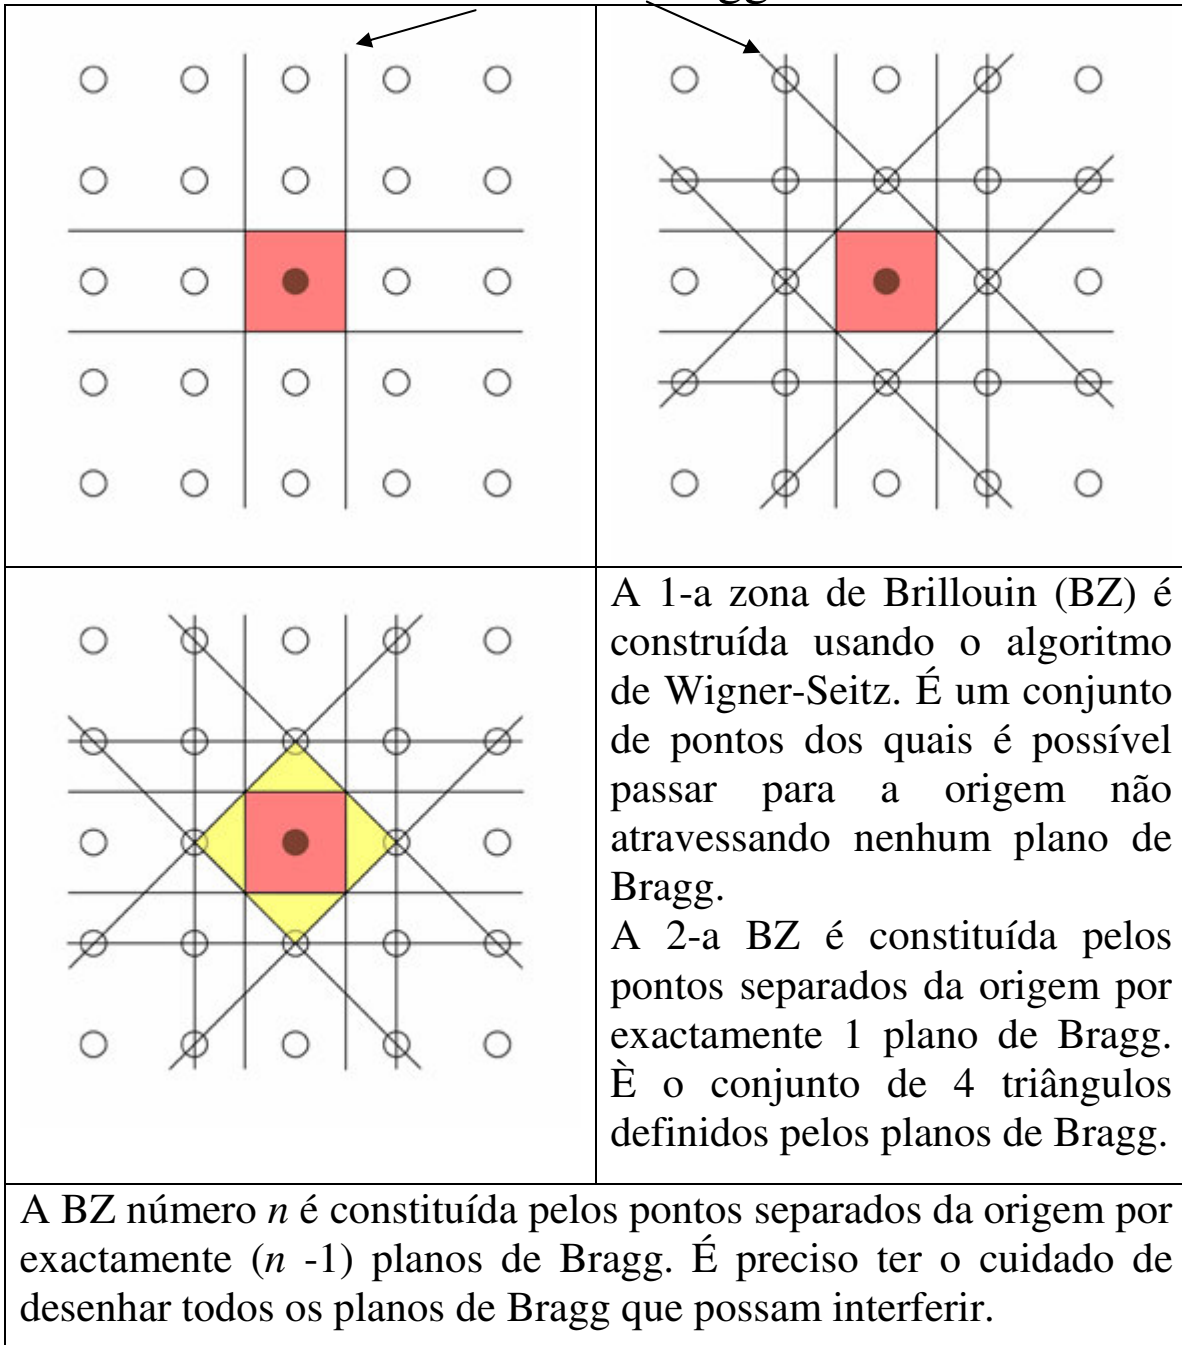 A 1-a zona de Brillouin (BZ) é
construída usando o algoritmo
de Wigner-Seitz. É um conjunto
de pontos dos quais é possível
passar para a origem não
atravessando nenhum plano de
Bragg.
A 2-a BZ é constituída pelos
pontos separados da origem por
exactamente 1 plano de Bragg.
È o conjunto de 4 triângulos
definidos pelos planos de Bragg.
A BZ número n é constituída pelos pontos separados da origem por
exactamente (n -1) planos de Bragg. É preciso ter o cuidado de
desenhar todos os planos de Bragg que possam interferir.